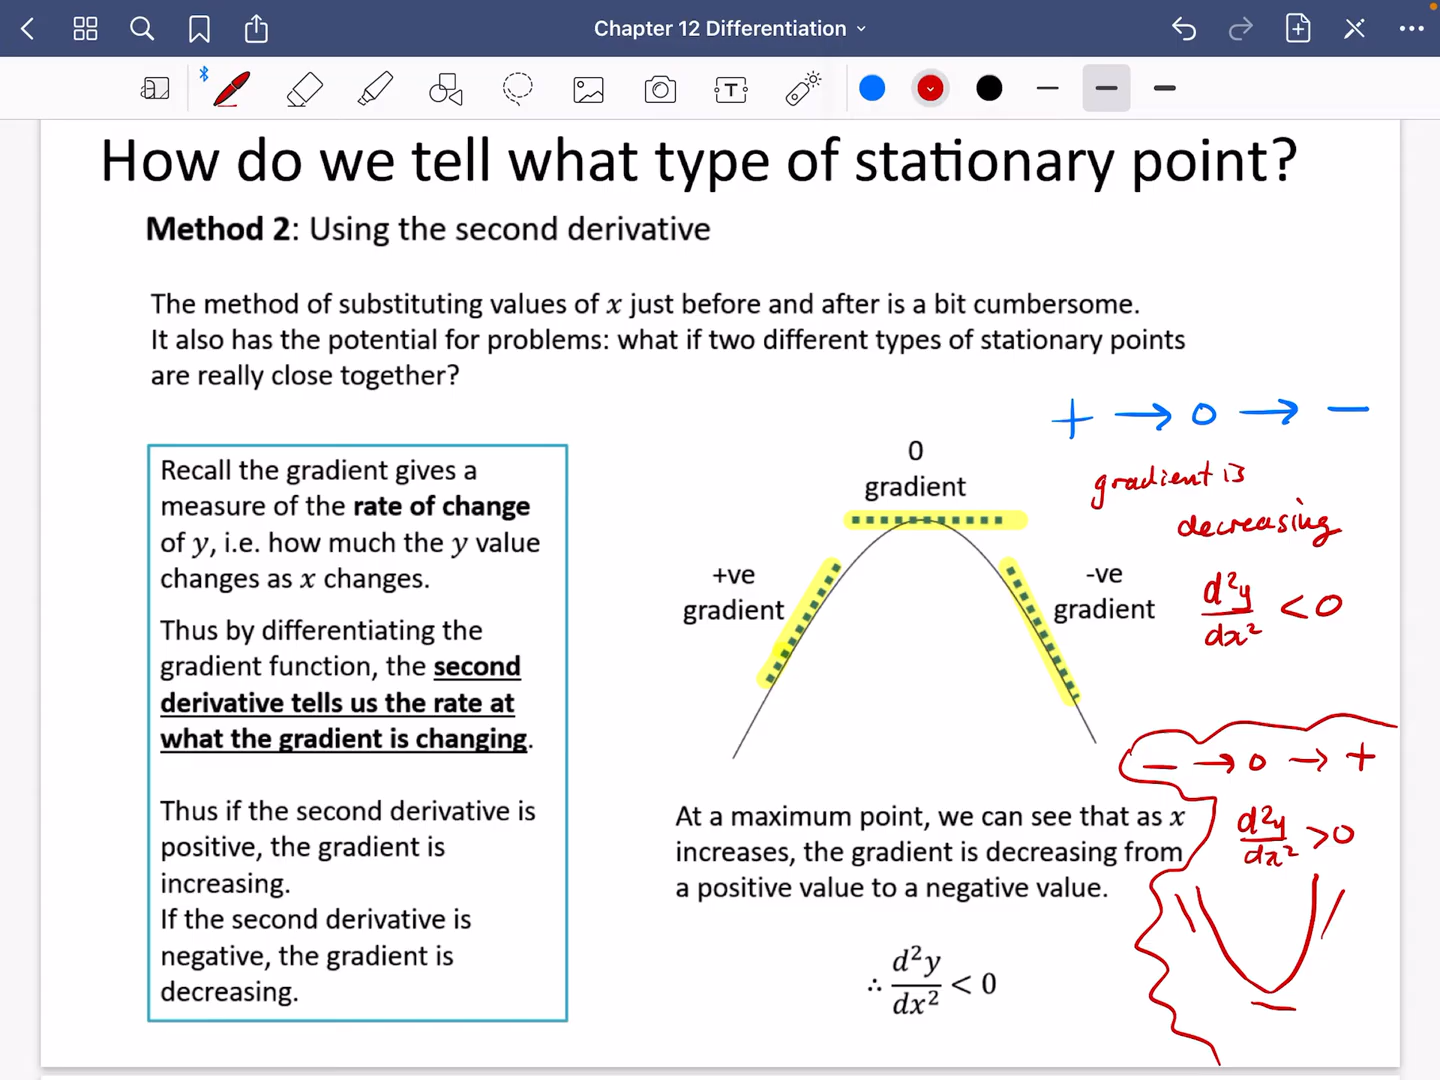 Chapter 12 Differentiation
T
How do we tell what type of stationary point?
Method 2: Using the second derivative
The method of substituting values of x just before and after is a bit cumbersome.
It also has the potential for problems: what if two different types of stationary points
are really close together?
Recall the gradient gives a
measure of the rate of change
of y, i.e. how much the y value
changes as x changes.
Thus by differentiating the
gradient function, the second
derivative tells us the rate at
what the gradient is changing.
Thus if the second derivative is
positive, the gradient is
increasing.
If the second derivative is
negative, the gradient is
decreasing.
+ → 0 → −
0
gradient
gradient is
decreasing
+ve
gradient
-ve
gradient
d²y/dx² < 0
− → 0 → +
d²y/dx² > 0
At a maximum point, we can see that as x
increases, the gradient is decreasing from
a positive value to a negative value.
∴ d²y/dx² < 0